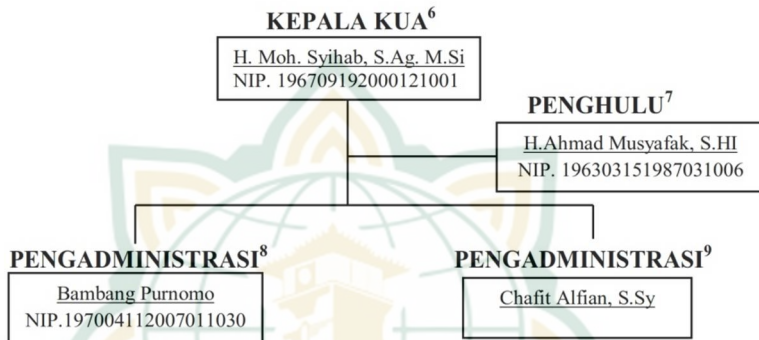 KEPALA KUA⁶
H. Moh. Syihab, S.Ag. M.Si
NIP. 196709192000121001
PENGHULU⁷
H.Ahmad Musyafak, S.HI
NIP. 196303151987031006
PENGADMINISTRASI⁸
Bambang Purnomo
NIP.197004112007011030
PENGADMINISTRASI⁹
Chafit Alfian, S.Sy